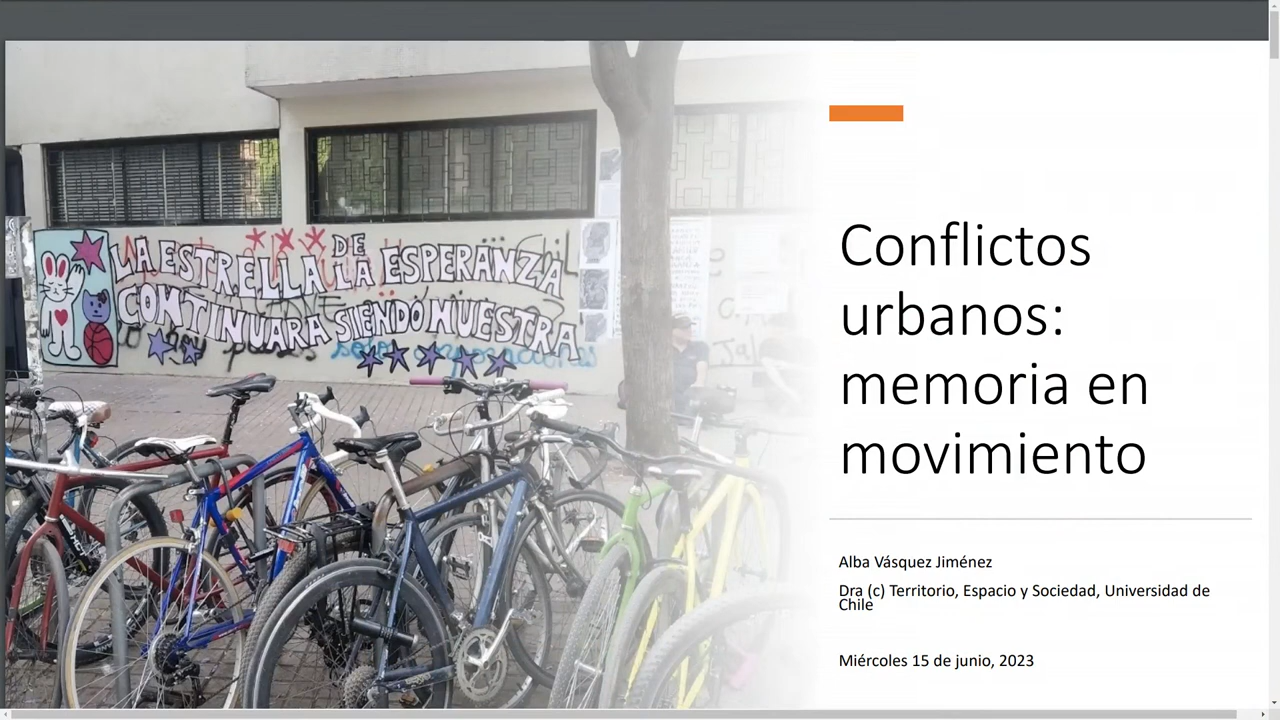 LA ESTRELLA DE LA ESPERANZA
CONTINUARA SIENDO NUESTRA
Conflictos
urbanos:
memoria en
movimiento
Alba Vásquez Jiménez
Dra (c) Territorio, Espacio y Sociedad, Universidad de
Chile
Miércoles 15 de junio, 2023